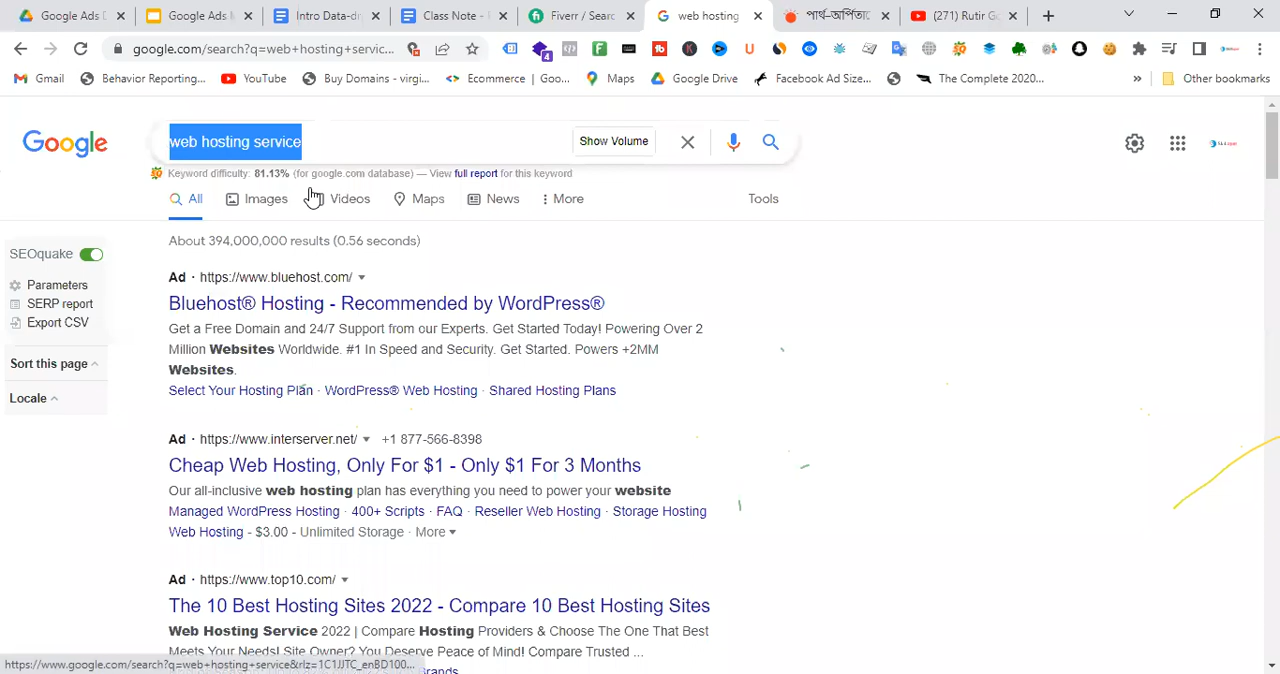 Google Ads D
Google Ads M
Intro Data-dr
Class Note - F
Fiverr / Searc
web hosting
পার্থ-অর্পিতা
(271) Rutir Go
google.com/search?q=web+hosting+servic...
4
Gmail
Behavior Reporting...
YouTube
Buy Domains - virgi...
Ecommerce | Goo...
Maps
Google Drive
Facebook Ad Size...
The Complete 2020...
»
Other bookmarks
Google
web hosting service
Show Volume
Keyword difficulty: 81.13% (for google.com database) — View full report for this keyword
All
Images
Videos
Maps
News
More
Tools
About 394,000,000 results (0.56 seconds)
SEOquake
Parameters
SERP report
Export CSV
Sort this page
Locale
Ad · https://www.bluehost.com/
Bluehost® Hosting - Recommended by WordPress®
Get a Free Domain and 24/7 Support from our Experts. Get Started Today! Powering Over 2
Million Websites Worldwide. #1 In Speed and Security. Get Started. Powers +2MM
Websites.
Select Your Hosting Plan · WordPress® Web Hosting · Shared Hosting Plans
Ad · https://www.interserver.net/ +1 877-566-8398
Cheap Web Hosting, Only For $1 - Only $1 For 3 Months
Our all-inclusive web hosting plan has everything you need to power your website
Managed WordPress Hosting · 400+ Scripts · FAQ · Reseller Web Hosting · Storage Hosting
Web Hosting - $3.00 - Unlimited Storage · More
Ad · https://www.top10.com/
The 10 Best Hosting Sites 2022 - Compare 10 Best Hosting Sites
Web Hosting Service 2022 | Compare Hosting Providers & Choose The One That Best
Meets Your Needs! Site Owner? You Deserve Peace of Mind! Compare Trusted ...
Brands
https://www.google.com/search?q=web+hosting+service&rlz=1C1JJTC_enBD100...